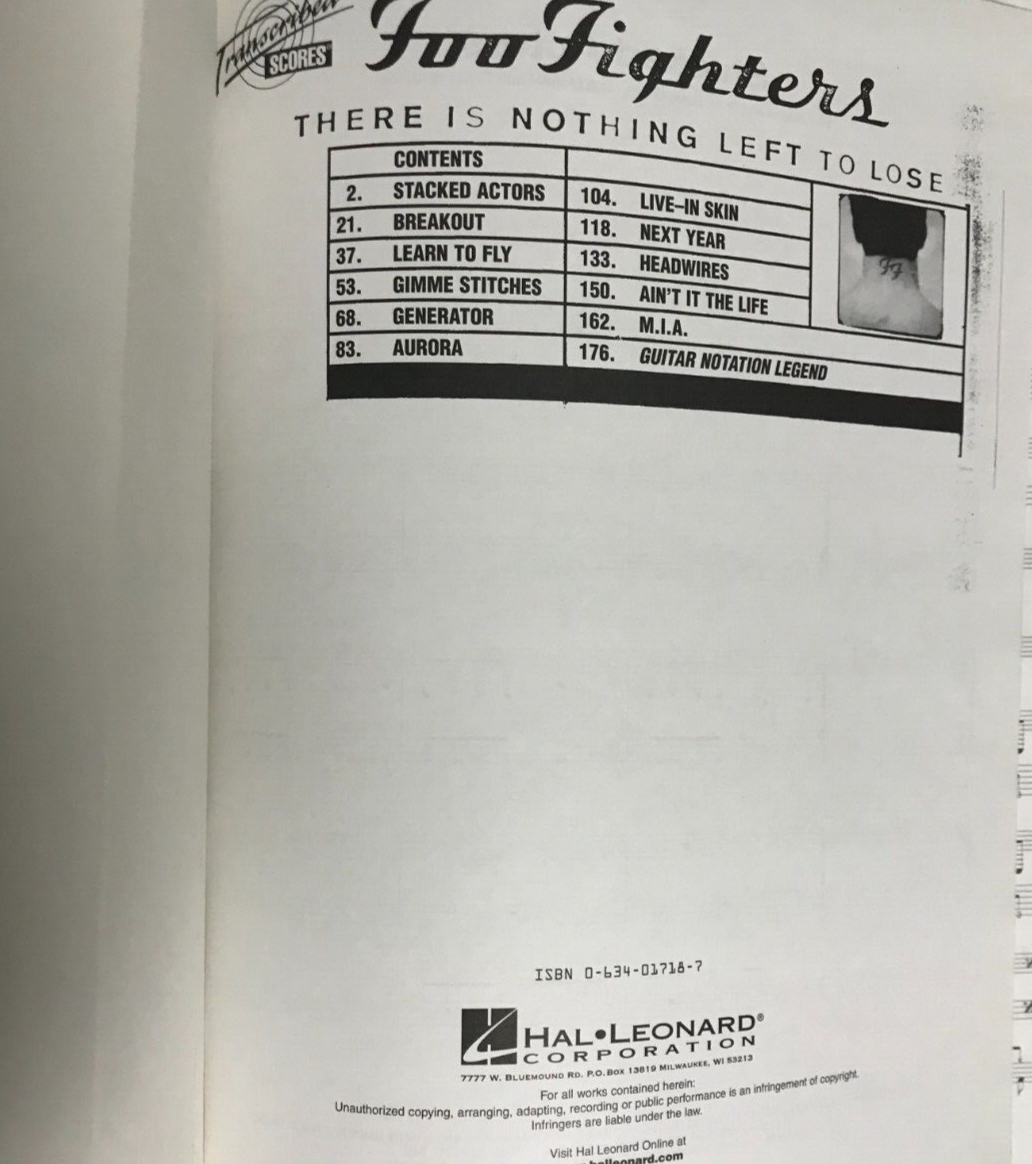 Transcribed
SCORES
Foo Fighters
THERE IS NOTHING LEFT TO LOSE
CONTENTS
2. STACKED ACTORS
21. BREAKOUT
37. LEARN TO FLY
53. GIMME STITCHES
68. GENERATOR
83. AURORA
104. LIVE–IN SKIN
118. NEXT YEAR
133. HEADWIRES
150. AIN'T IT THE LIFE
162. M.I.A.
176. GUITAR NOTATION LEGEND
FF
ISBN 0-634-01718-7
HAL•LEONARD®
CORPORATION
7777 W. BLUEMOUND RD. P.O. BOX 13819 MILWAUKEE, WI 53213
For all works contained herein:
Unauthorized copying, arranging, adapting, recording or public performance is an infringement of copyright.
Infringers are liable under the law.
Visit Hal Leonard Online at
halleonard.com